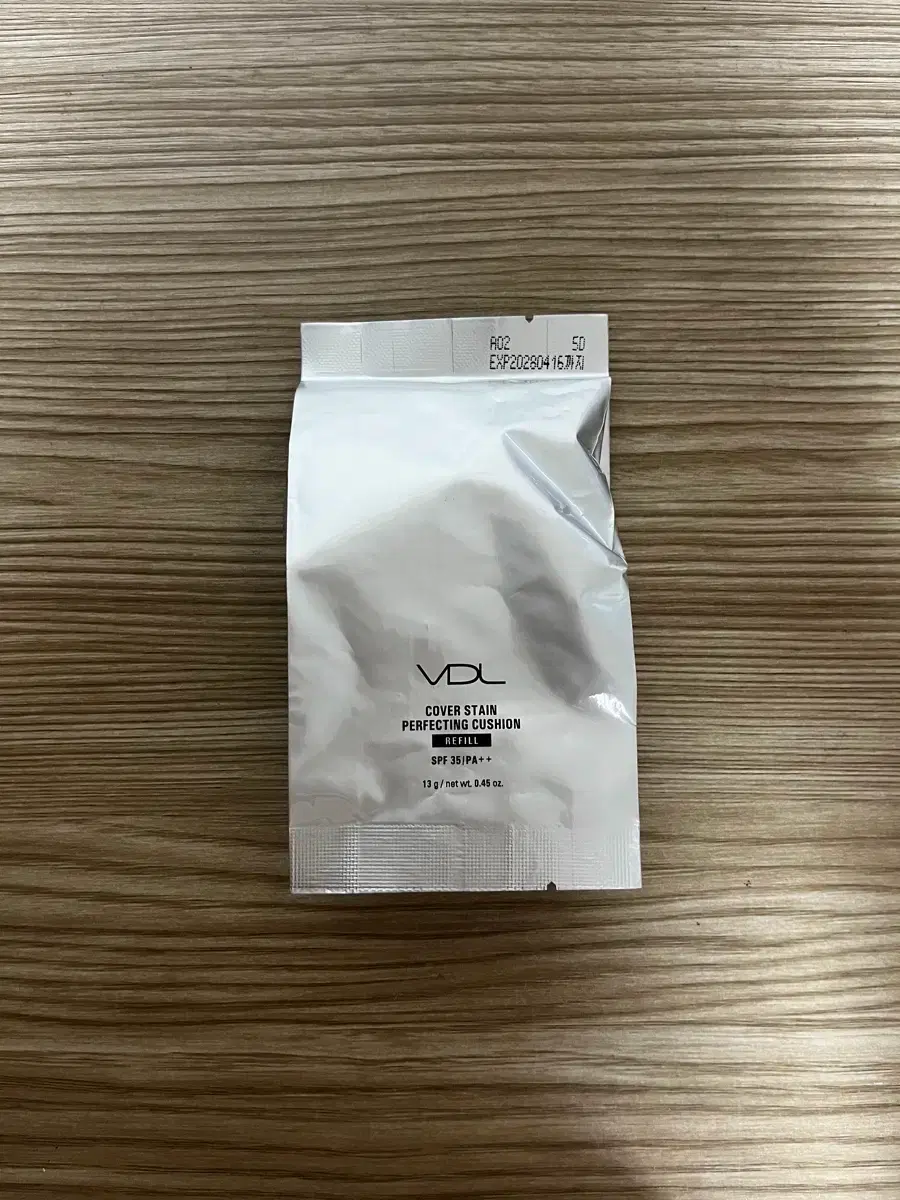 A02 5D
EXP20280416까지
VDL
COVER STAIN
PERFECTING CUSHION
REFILL
SPF 35/PA++
13 g / net wt. 0.45 oz.